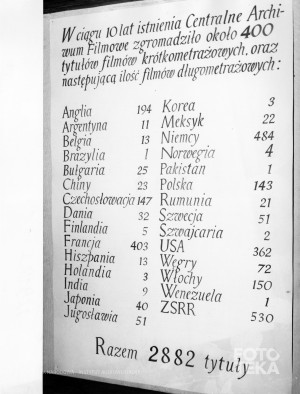 W ciągu 10 lat istnienia Centralne Archi-
wum Filmowe zgromadziło około 400
tytułów filmów krótkometrażowych, oraz
następującą ilość filmów długometrażowych:
Anglia 194
Argentyna 11
Belgia 13
Brazylia 1
Bułgaria 25
Chiny 23
Czechosłowacja 147
Dania 32
Finlandia 5
Francja 403
Hiszpania 13
Holandia 3
India 9
Japonia 40
Jugosławia 51
Korea 3
Meksyk 22
Niemcy 484
Norwegia 4
Pakistan 1
Polska 143
Rumunia 21
Szwecja 51
Szwajcaria 2
USA 362
Węgry 72
Włochy 150
Wenezuela 1
ZSRR 530
Razem 2882 tytuły
FOTO
TEKA